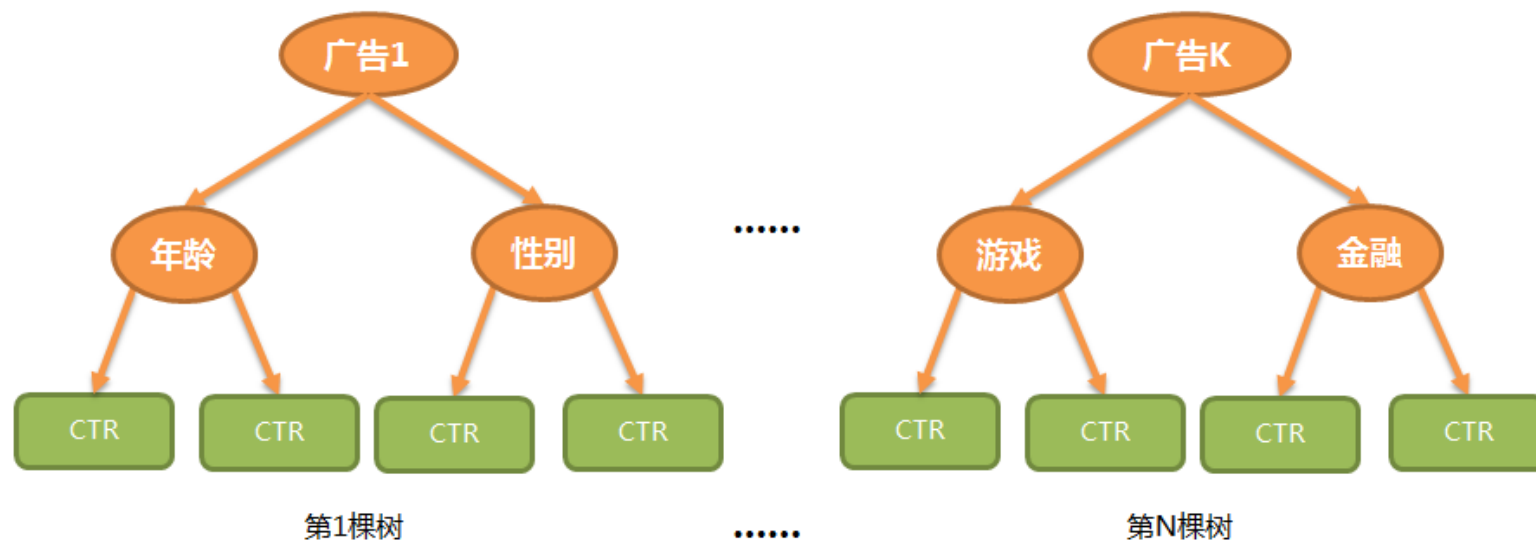 广告1
广告K
年龄
性别
......
游戏
金融
CTR
CTR
CTR
CTR
CTR
CTR
CTR
CTR
第1棵树
......
第N棵树